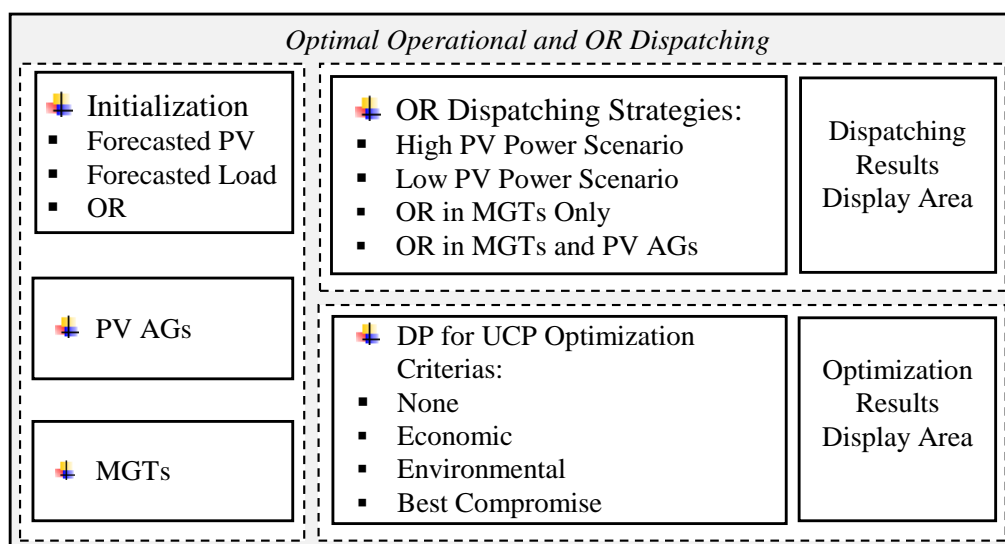 Optimal Operational and OR Dispatching
Initialization
Forecasted PV
Forecasted Load
OR
PV AGs
MGTs
OR Dispatching Strategies:
High PV Power Scenario
Low PV Power Scenario
OR in MGTs Only
OR in MGTs and PV AGs
Dispatching
Results
Display Area
DP for UCP Optimization
Criterias:
None
Economic
Environmental
Best Compromise
Optimization
Results
Display Area